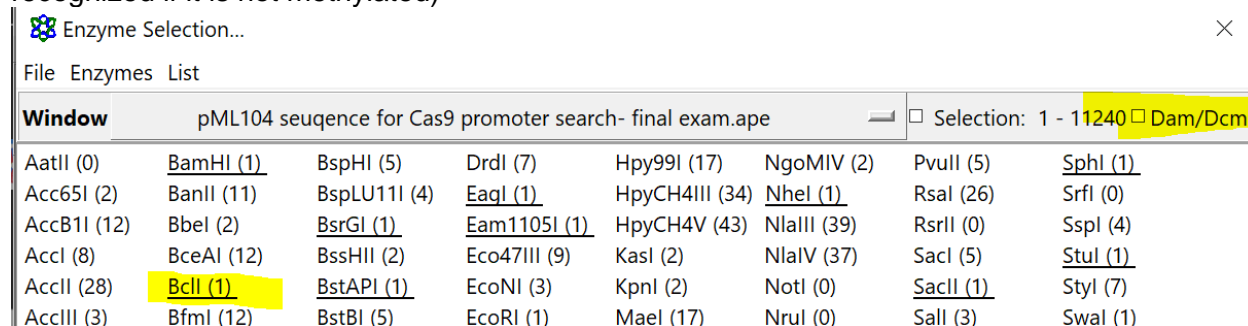 recognized if it is not methylated)
Enzyme Selection...
File Enzymes List
Window pML104 seuqence for Cas9 promoter search- final exam.ape Selection: 1 - 11240 Dam/Dcm
AatII (0) BamHI (1) BspHI (5) DrdI (7) Hpy99I (17) NgoMIV (2) PvuII (5) SphI (1)
Acc65I (2) BanII (11) BspLU11I (4) EagI (1) HpyCH4III (34) NheI (1) RsaI (26) SrfI (0)
AccB1I (12) BbeI (2) BsrGI (1) Eam1105I (1) HpyCH4V (43) NlaIII (39) RsrII (0) SspI (4)
AccI (8) BceAI (12) BssHII (2) Eco47III (9) KasI (2) NlaIV (37) SacI (5) StuI (1)
AccII (28) BclI (1) BstAPI (1) EcoNI (3) KpnI (2) NotI (0) SacII (1) StyI (7)
AccIII (3) BfmI (12) BstBI (5) EcoRI (1) MaeI (17) NruI (0) SalI (3) SwaI (1)